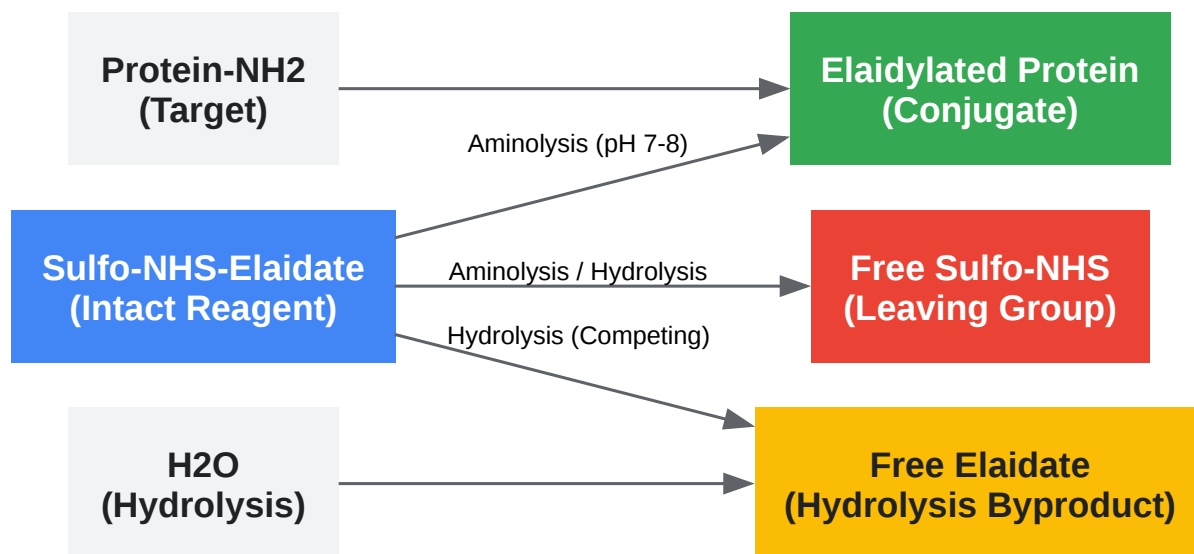 Protein-NH2
(Target)
Elaidylated Protein
(Conjugate)
Aminolysis (pH 7-8)
Sulfo-NHS-Elaidate
(Intact Reagent)
Aminolysis / Hydrolysis
Free Sulfo-NHS
(Leaving Group)
Hydrolysis (Competing)
H2O
(Hydrolysis)
Free Elaidate
(Hydrolysis Byproduct)